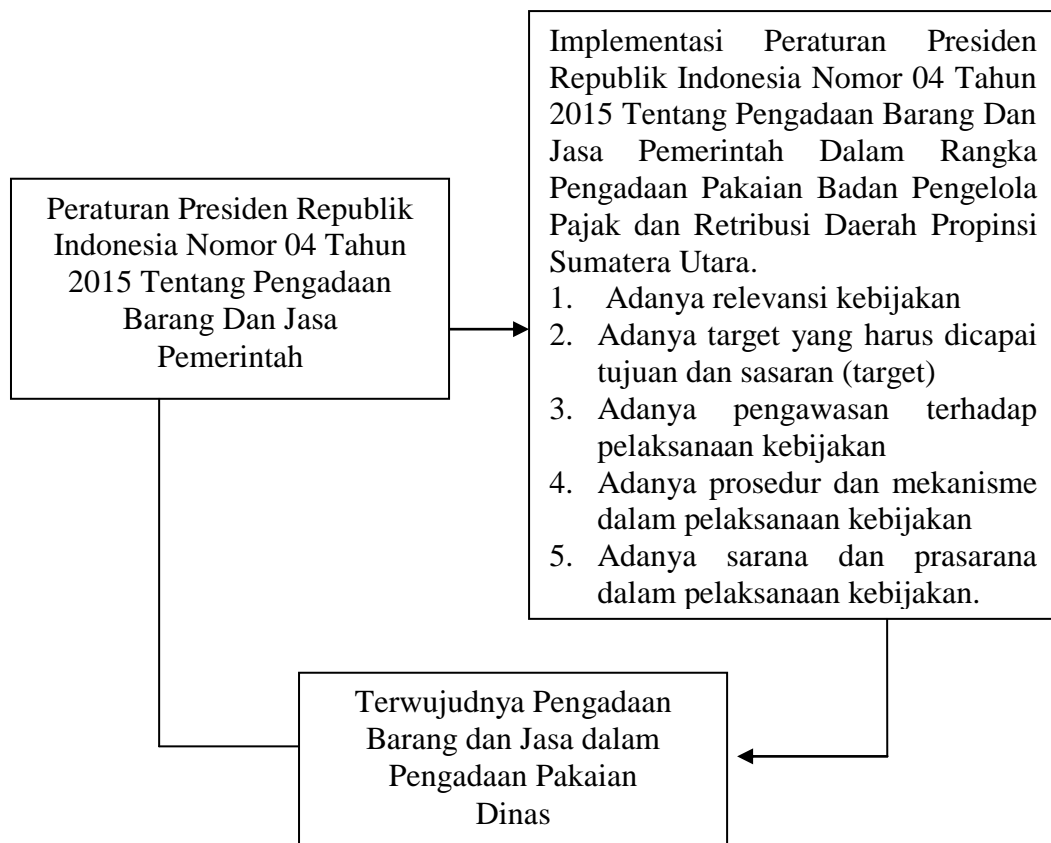 Peraturan Presiden Republik
Indonesia Nomor 04 Tahun
2015 Tentang Pengadaan
Barang Dan Jasa
Pemerintah
Implementasi Peraturan Presiden
Republik Indonesia Nomor 04 Tahun
2015 Tentang Pengadaan Barang Dan
Jasa Pemerintah Dalam Rangka
Pengadaan Pakaian Badan Pengelola
Pajak dan Retribusi Daerah Propinsi
Sumatera Utara.
1. Adanya relevansi kebijakan
2. Adanya target yang harus dicapai
tujuan dan sasaran (target)
3. Adanya pengawasan terhadap
pelaksanaan kebijakan
4. Adanya prosedur dan mekanisme
dalam pelaksanaan kebijakan
5. Adanya sarana dan prasarana
dalam pelaksanaan kebijakan.
Terwujudnya Pengadaan
Barang dan Jasa dalam
Pengadaan Pakaian
Dinas